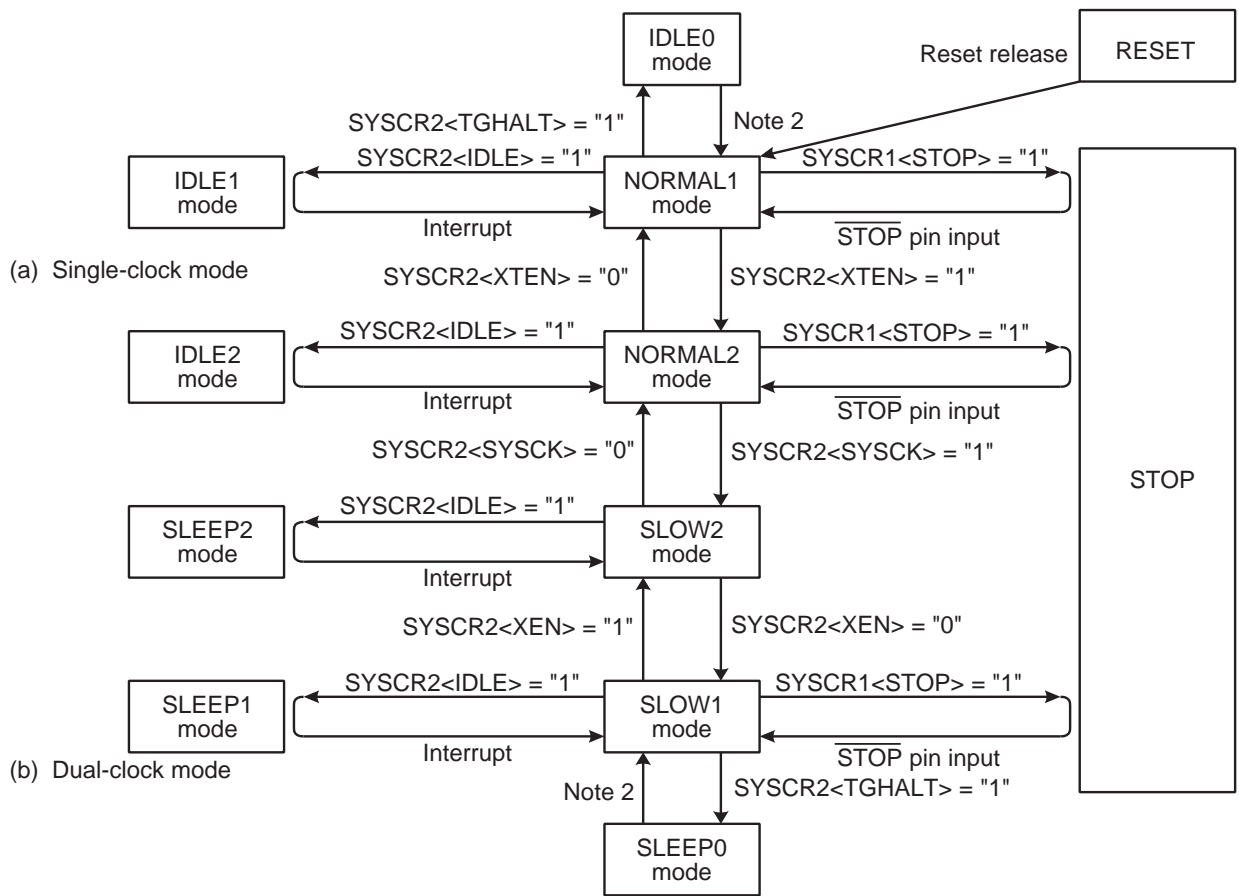 IDLE0
mode
Reset release
RESET
SYSCR2<TGHALT> = "1"
Note 2
SYSCR2<IDLE> = "1"
SYSCR1<STOP> = "1"
IDLE1
mode
NORMAL1
mode
Interrupt
STOP pin input
(a) Single-clock mode
SYSCR2<XTEN> = "0"
SYSCR2<XTEN> = "1"
SYSCR2<IDLE> = "1"
SYSCR1<STOP> = "1"
IDLE2
mode
NORMAL2
mode
Interrupt
STOP pin input
SYSCR2<SYSCK> = "0"
SYSCR2<SYSCK> = "1"
STOP
SYSCR2<IDLE> = "1"
SLEEP2
mode
SLOW2
mode
Interrupt
SYSCR2<XEN> = "1"
SYSCR2<XEN> = "0"
SYSCR2<IDLE> = "1"
SYSCR1<STOP> = "1"
SLEEP1
mode
SLOW1
mode
Interrupt
STOP pin input
(b) Dual-clock mode
Note 2
SYSCR2<TGHALT> = "1"
SLEEP0
mode